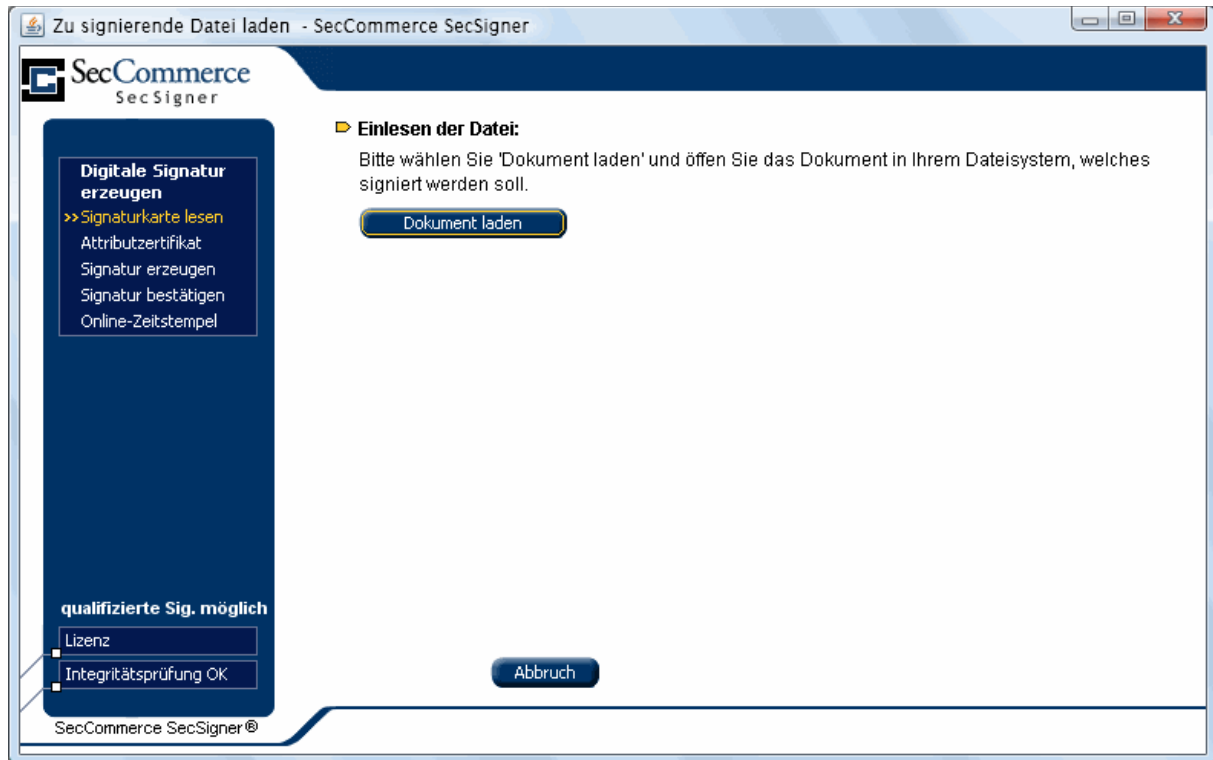 Zu signierende Datei laden - SecCommerce SecSigner
SecCommerce
SecSigner
Digitale Signatur
erzeugen
>>Signaturkarte lesen
Attributzertifikat
Signatur erzeugen
Signatur bestätigen
Online-Zeitstempel
Einlesen der Datei:
Bitte wählen Sie 'Dokument laden' und öffen Sie das Dokument in Ihrem Dateisystem, welches
signiert werden soll.
Dokument laden
qualifizierte Sig. möglich
Lizenz
Integritätsprüfung OK
Abbruch
SecCommerce SecSigner®